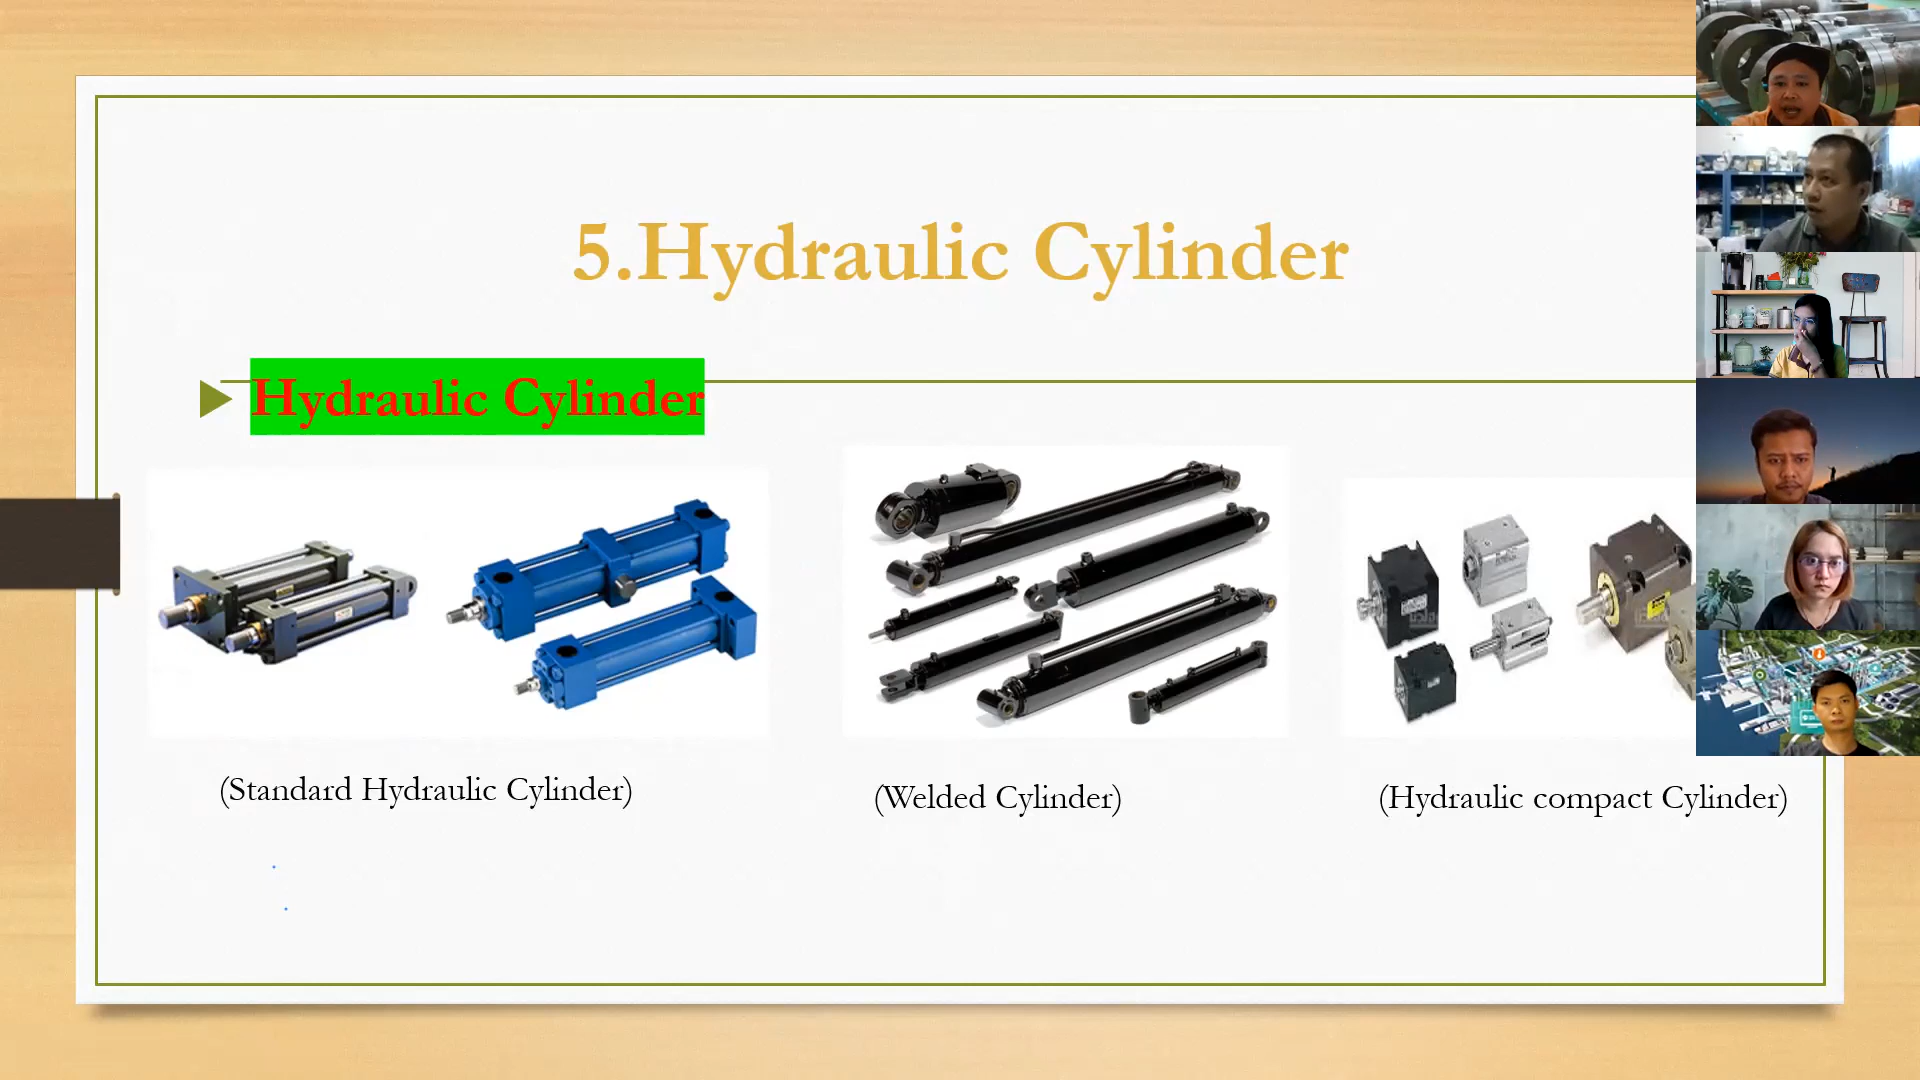 5.Hydraulic Cylinder
Hydraulic Cylinder
(Standard Hydraulic Cylinder)
(Welded Cylinder)
(Hydraulic compact Cylinder)